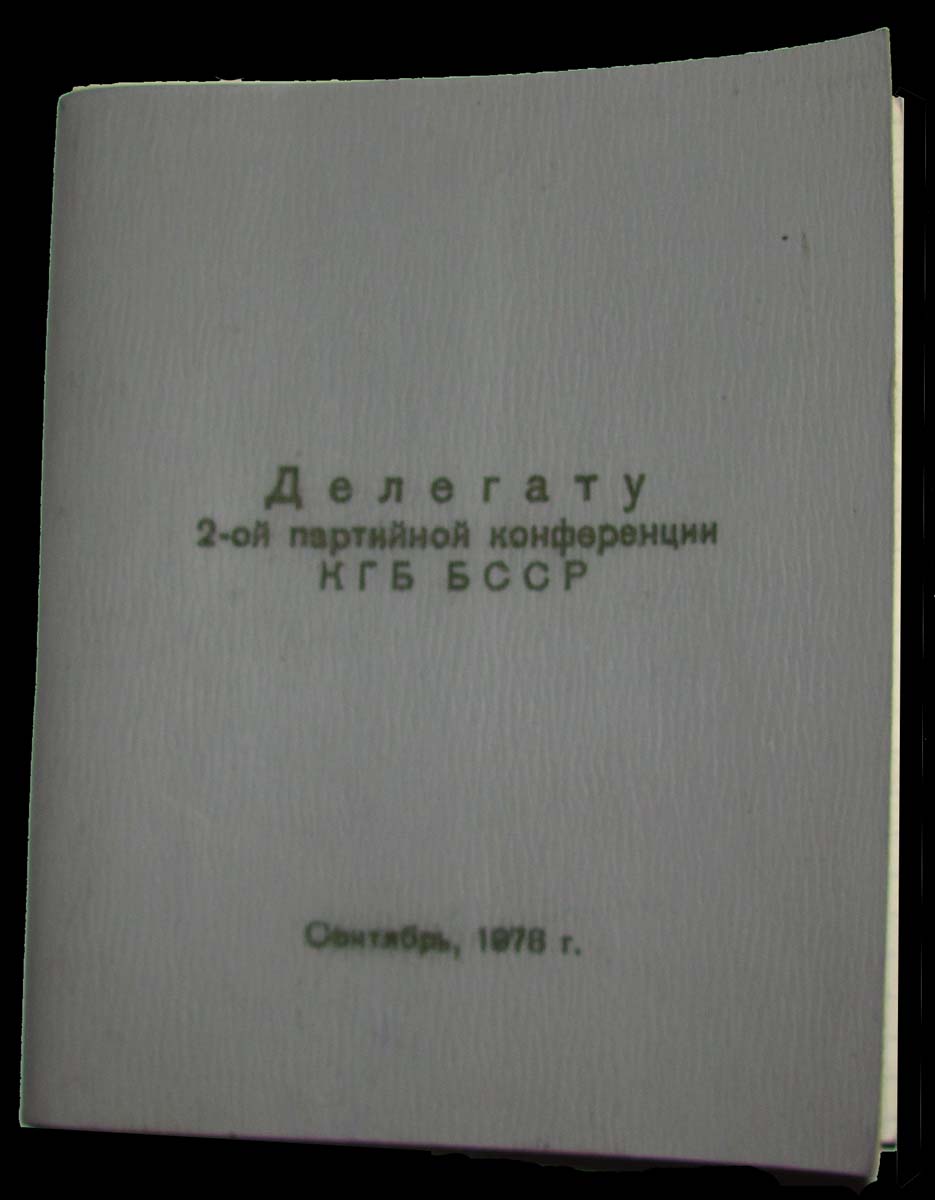 Делегату
2-ой партийной конференции
КГБ БССР
Сентябрь, 1978 г.